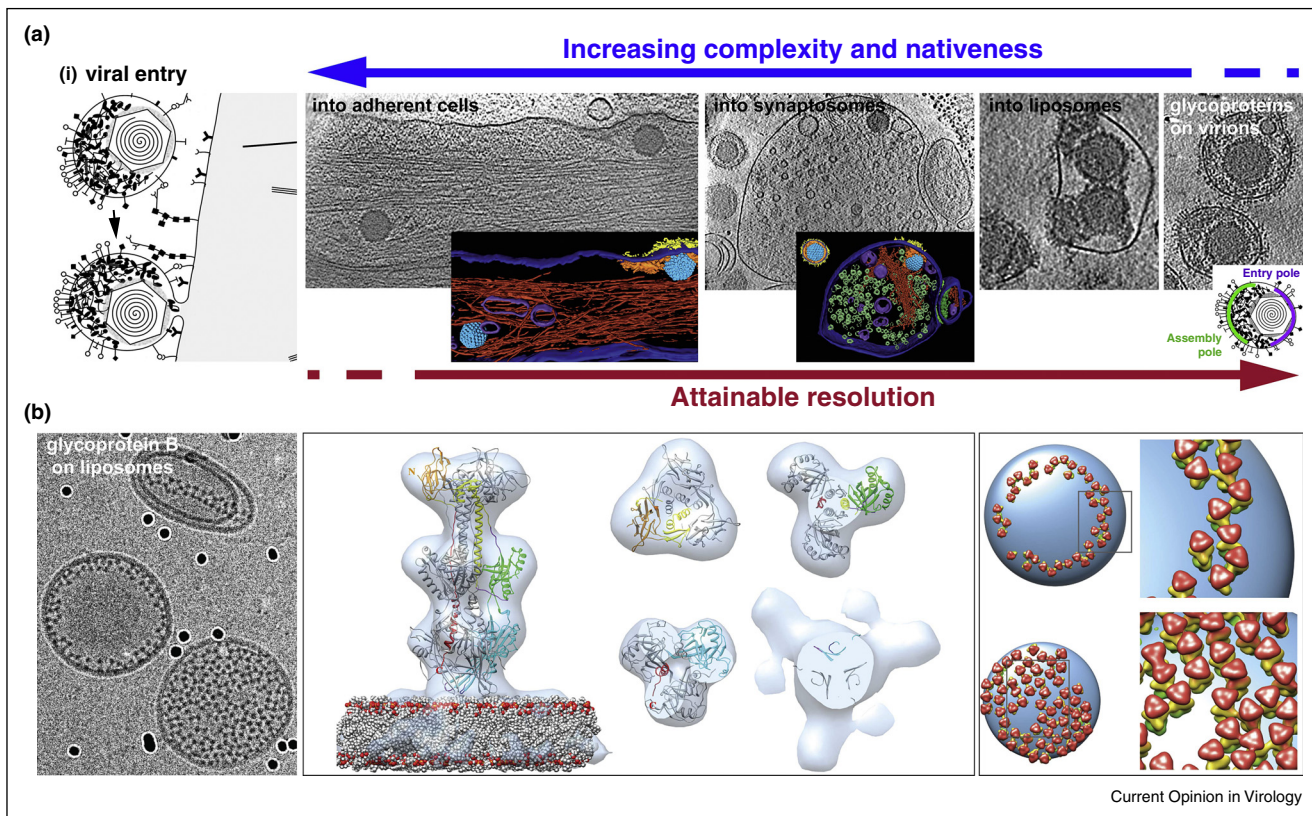 (a)
Increasing complexity and nativeness
(i) viral entry
into adherent cells
into synaptosomes
into liposomes
glycoproteins
on virions
Entry pole
Assembly
pole
Attainable resolution
(b)
glycoprotein B
on liposomes
N
Current Opinion in Virology